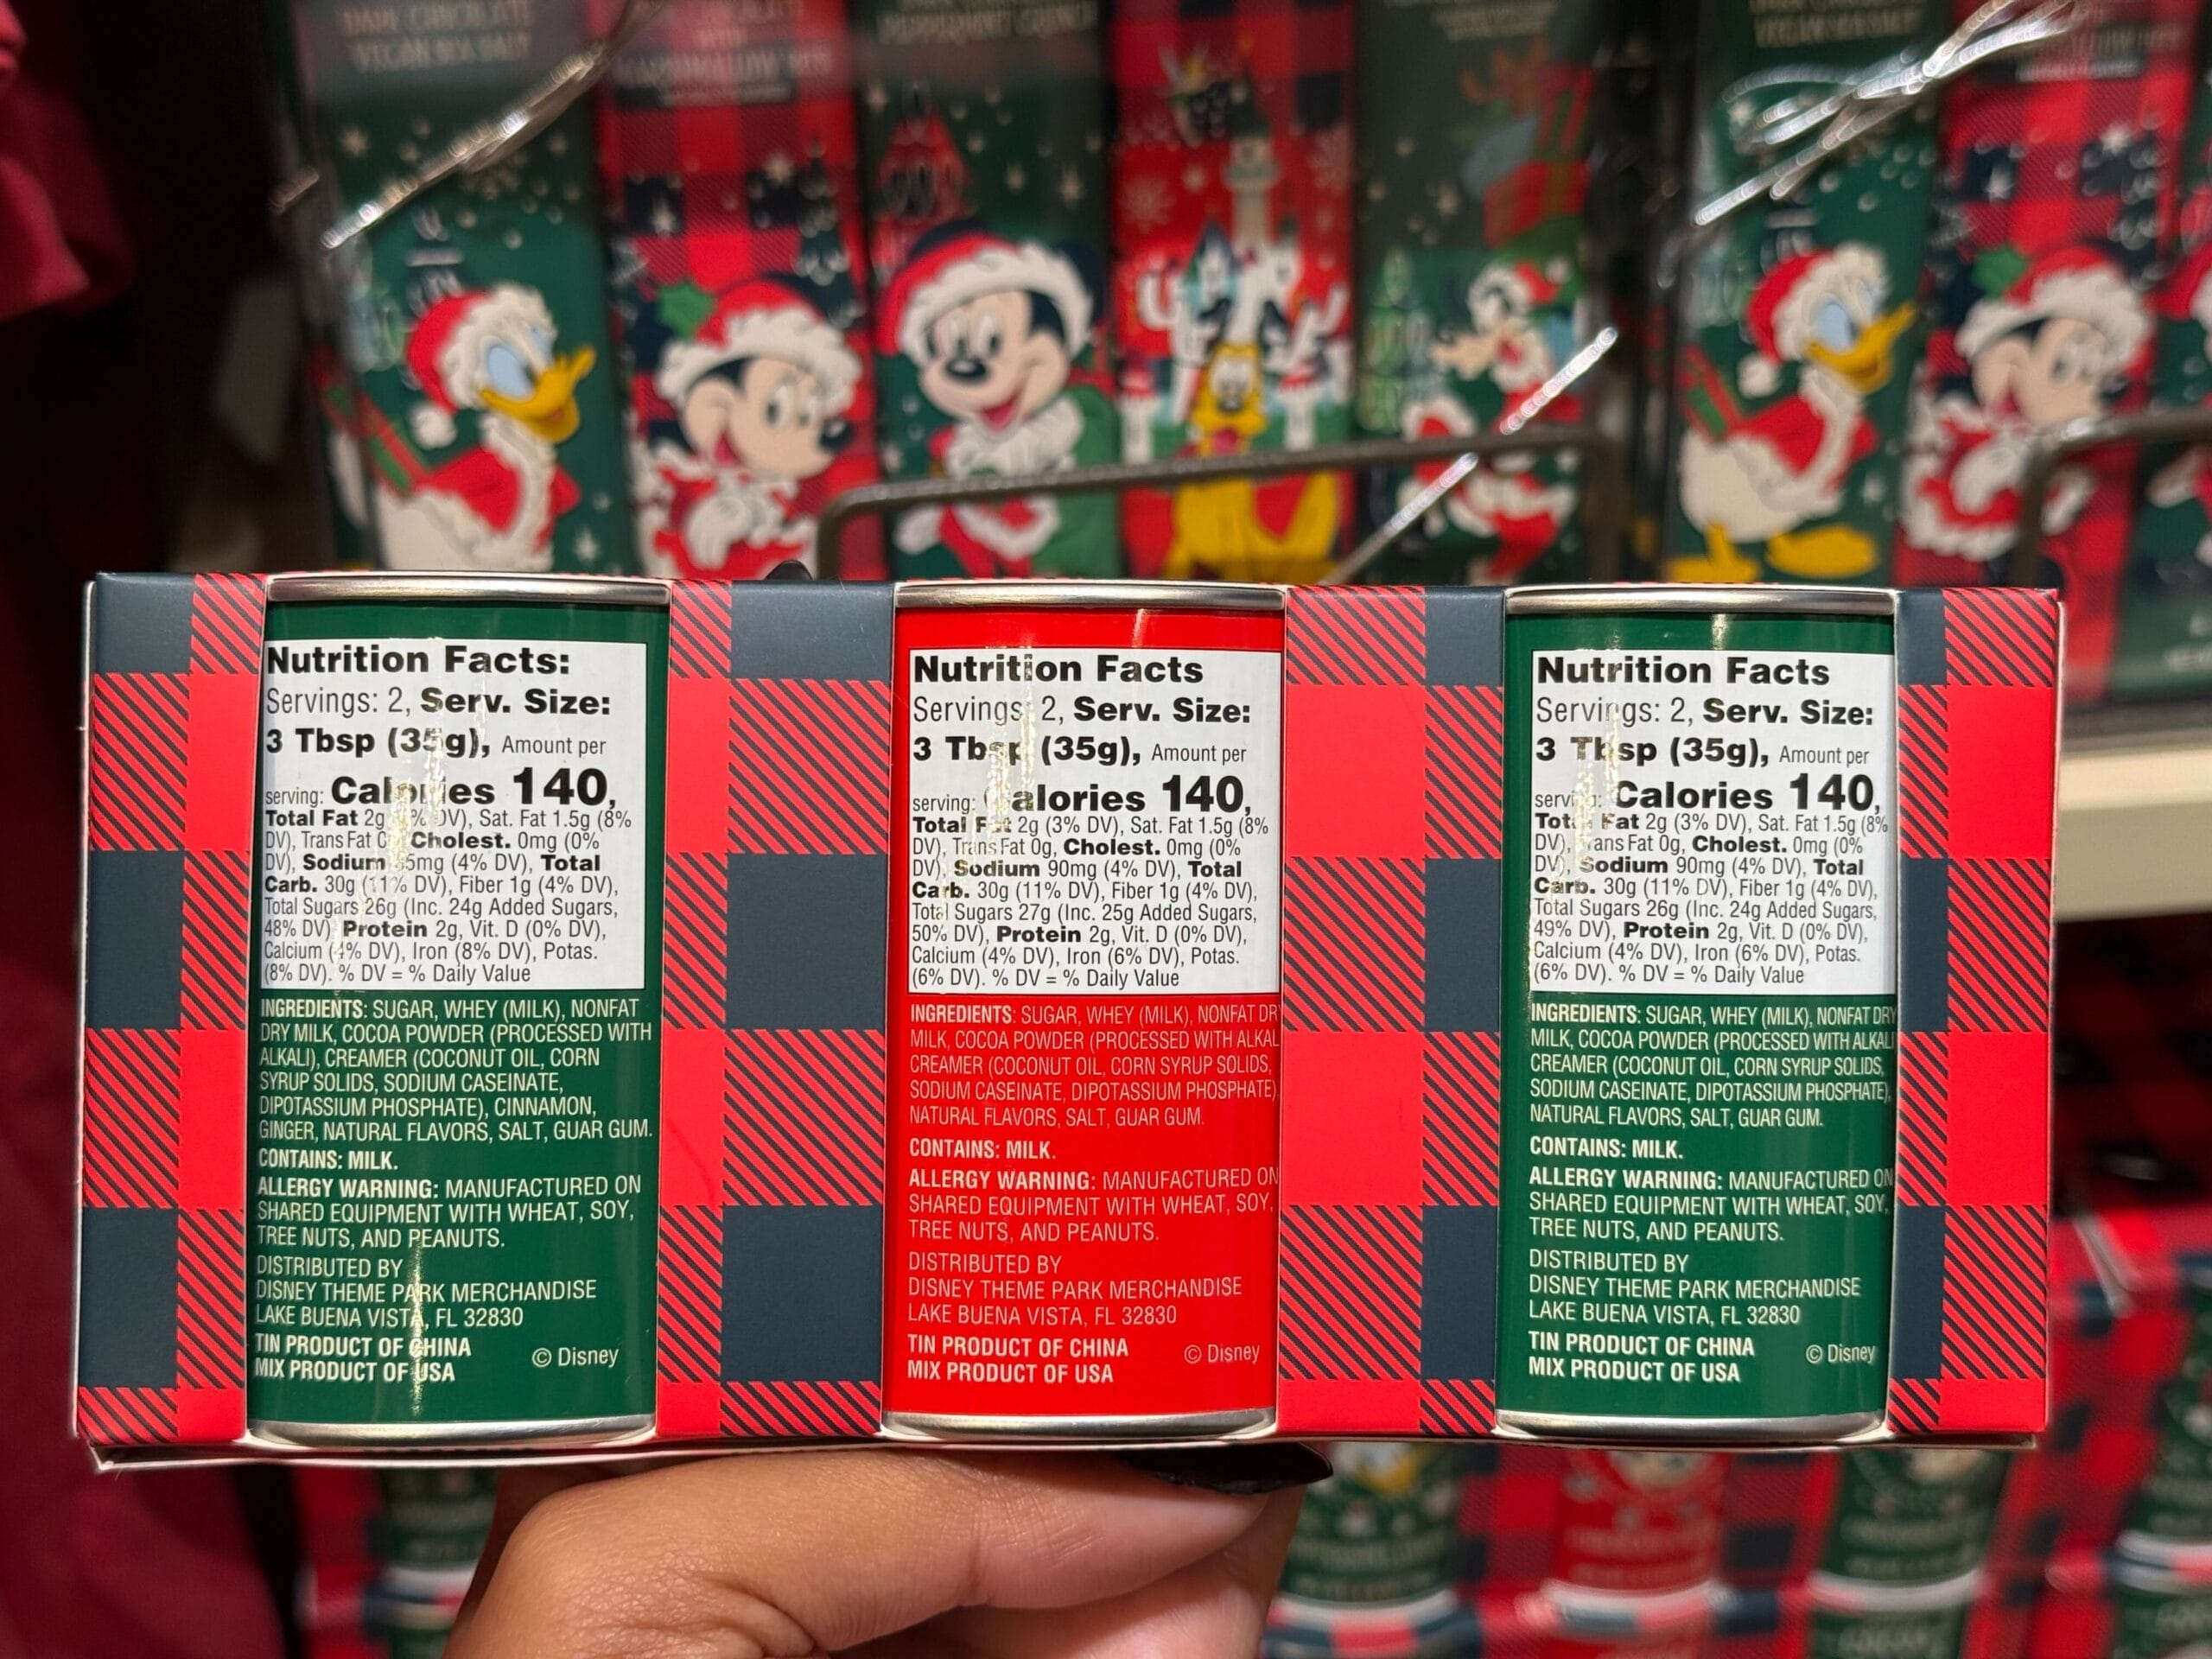 DARK CHOCOLATE
VEGAN SEA SALT
Nutrition Facts:
Servings: 2, Serv. Size:
3 Tbsp (35g), Amount per
serving: Calories 140,
Total Fat 2g DV), Sat. Fat 1.5g (8%
DV), Trans Fat Cholest. 0mg (0%
DV), Sodium (4% DV), Total
Carb. 30g (11% DV), Fiber 1g (4% DV),
Total Sugars 26g (Inc. 24g Added Sugars,
48% DV), Protein 2g, Vit. D (0% DV),
Calcium (4% DV), Iron (8% DV), Potas.
(8% DV). % DV = % Daily Value
INGREDIENTS: SUGAR, WHEY (MILK), NONFAT
DRY MILK, COCOA POWDER (PROCESSED WITH
ALKALI), CREAMER (COCONUT OIL, CORN
SYRUP SOLIDS, SODIUM CASEINATE,
DIPOTASSIUM PHOSPHATE), CINNAMON,
GINGER, NATURAL FLAVORS, SALT, GUAR GUM.
CONTAINS: MILK.
ALLERGY WARNING: MANUFACTURED ON
SHARED EQUIPMENT WITH WHEAT, SOY,
TREE NUTS, AND PEANUTS.
DISTRIBUTED BY
DISNEY THEME PARK MERCHANDISE
LAKE BUENA VISTA, FL 32830
TIN PRODUCT OF CHINA
MIX PRODUCT OF USA
© Disney
Nutrition Facts
Servings: 2, Serv. Size:
3 Tbsp (35g), Amount per
serving: Calories 140,
Total Fat 2g (3% DV), Sat. Fat 1.5g (8%
DV), Trans Fat 0g, Cholest. 0mg (0%
DV), Sodium 90mg (4% DV), Total
Carb. 30g (11% DV), Fiber 1g (4% DV),
Total Sugars 27g (Inc. 25g Added Sugars,
50% DV), Protein 2g, Vit. D (0% DV),
Calcium (4% DV), Iron (6% DV), Potas.
(6% DV). % DV = % Daily Value
INGREDIENTS: SUGAR, WHEY (MILK), NONFAT DR
MILK, COCOA POWDER (PROCESSED WITH ALKAL
CREAMER (COCONUT OIL, CORN SYRUP SOLIDS,
SODIUM CASEINATE, DIPOTASSIUM PHOSPHATE)
NATURAL FLAVORS, SALT, GUAR GUM.
CONTAINS: MILK.
ALLERGY WARNING: MANUFACTURED ON
SHARED EQUIPMENT WITH WHEAT, SOY,
TREE NUTS, AND PEANUTS.
DISTRIBUTED BY
DISNEY THEME PARK MERCHANDISE
LAKE BUENA VISTA, FL 32830
TIN PRODUCT OF CHINA
MIX PRODUCT OF USA
© Disney
Nutrition Facts
Servings: 2, Serv. Size:
3 Tbsp (35g), Amount per
serving: Calories 140,
Total Fat 2g (3% DV), Sat. Fat 1.5g (8%
DV), Trans Fat 0g, Cholest. 0mg (0%
DV), Sodium 90mg (4% DV), Total
Carb. 30g (11% DV), Fiber 1g (4% DV),
Total Sugars 26g (Inc. 24g Added Sugars,
49% DV), Protein 2g, Vit. D (0% DV),
Calcium (4% DV), Iron (6% DV), Potas.
(6% DV). % DV = % Daily Value
INGREDIENTS: SUGAR, WHEY (MILK), NONFAT DRY
MILK, COCOA POWDER (PROCESSED WITH ALKALI
CREAMER (COCONUT OIL, CORN SYRUP SOLIDS,
SODIUM CASEINATE, DIPOTASSIUM PHOSPHATE),
NATURAL FLAVORS, SALT, GUAR GUM.
CONTAINS: MILK.
ALLERGY WARNING: MANUFACTURED ON
SHARED EQUIPMENT WITH WHEAT, SOY,
TREE NUTS, AND PEANUTS.
DISTRIBUTED BY
DISNEY THEME PARK MERCHANDISE
LAKE BUENA VISTA, FL 32830
TIN PRODUCT OF CHINA
MIX PRODUCT OF USA
© Disney